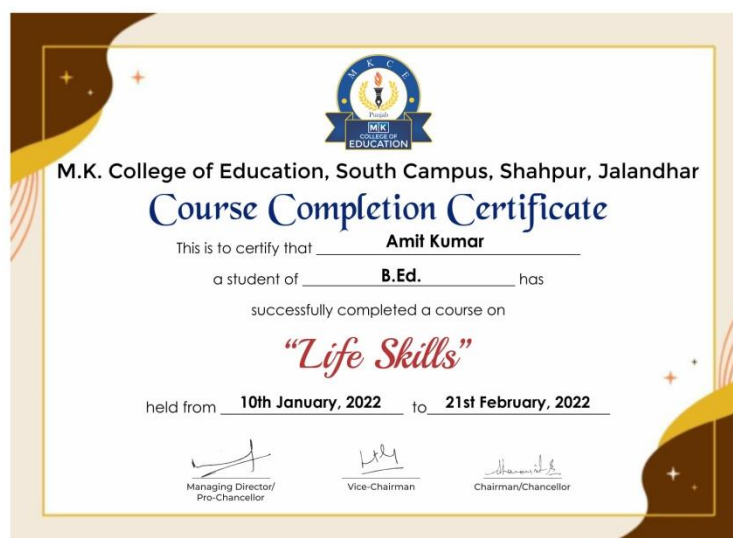 M K C E
Punjab
MK
COLLEGE OF
EDUCATION
M.K. College of Education, South Campus, Shahpur, Jalandhar
Course Completion Certificate
This is to certify that Amit Kumar
a student of B.Ed. has
successfully completed a course on
“Life Skills”
held from 10th January, 2022 to 21st February, 2022
Managing Director/ Vice-Chairman Chairman/Chancellor
Pro-Chancellor